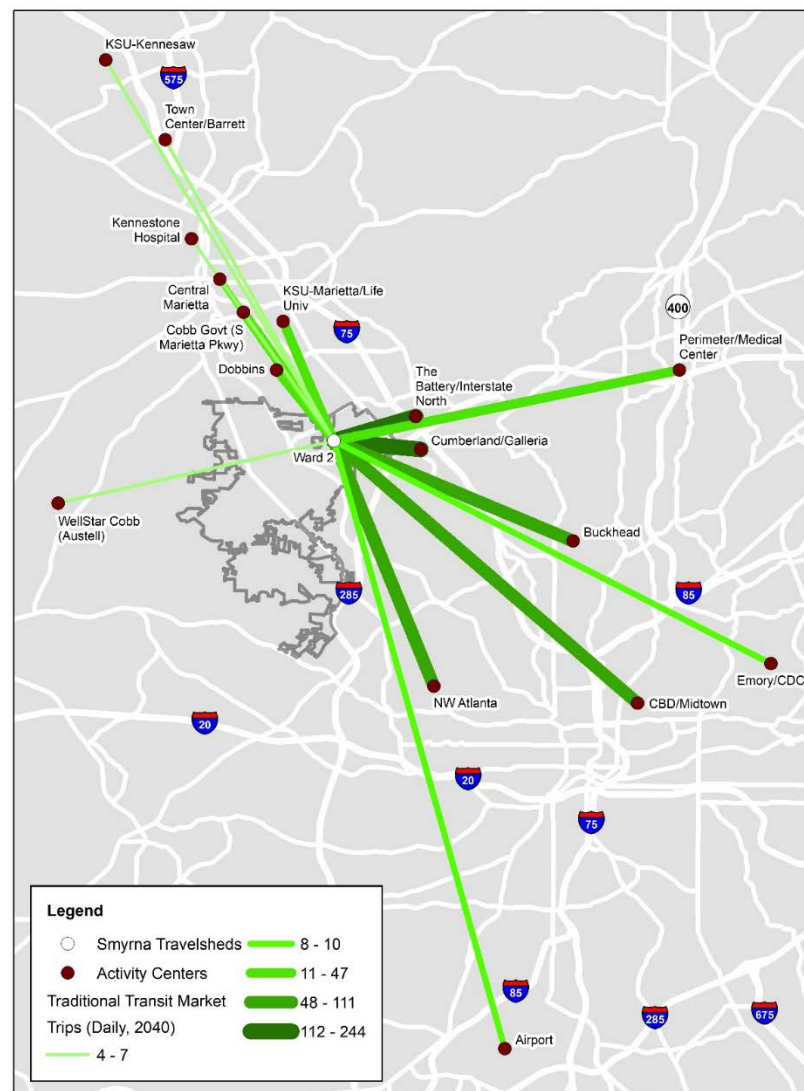 KSU-Kennesaw
575
Town
Center/Barrett
Kennestone
Hospital
Central
Marietta
KSU-Marietta/Life
Univ
75
400
Cobb Govt (S
Marietta Pkwy)
Perimeter/Medical
Center
Dobbins
The
Battery/Interstate
North
Cumberland/Galleria
Ward 2
WellStar Cobb
(Austell)
Buckhead
285
85
Emory/CDC
NW Atlanta
CBD/Midtown
20
20
75
Legend
Smyrna Travelsheds
Activity Centers
Traditional Transit Market
Trips (Daily, 2040)
4 - 7
8 - 10
11 - 47
48 - 111
112 - 244
85
285
675
Airport